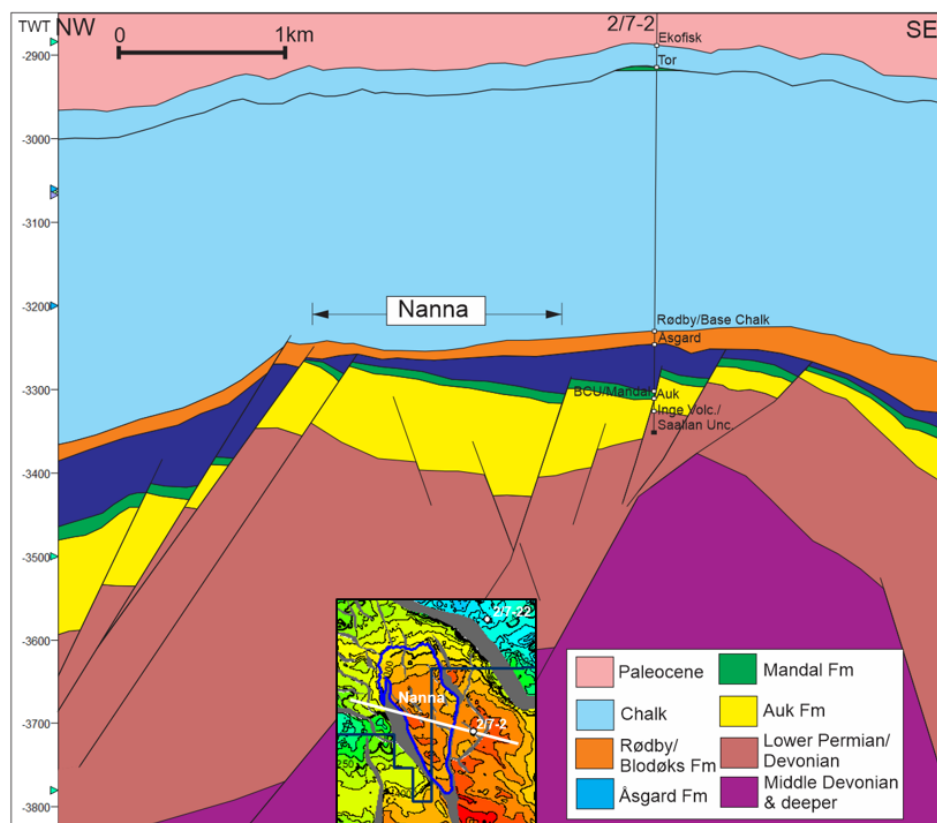 TWT
NW
2/7-2
SE
0
1km
Ekofisk
Tor
-2900
-3000
-3100
-3200
-3300
-3400
-3500
-3600
-3700
-3800
Nanna
Rødby/Base Chalk
Åsgard
BCU/Mandal
Auk
Inge Volc./
Saalian Unc.
2/7-22
Nanna
2/7-2
Paleocene
Chalk
Rødby/
Blodøks Fm
Åsgard Fm
Mandal Fm
Auk Fm
Lower Permian/
Devonian
Middle Devonian
& deeper